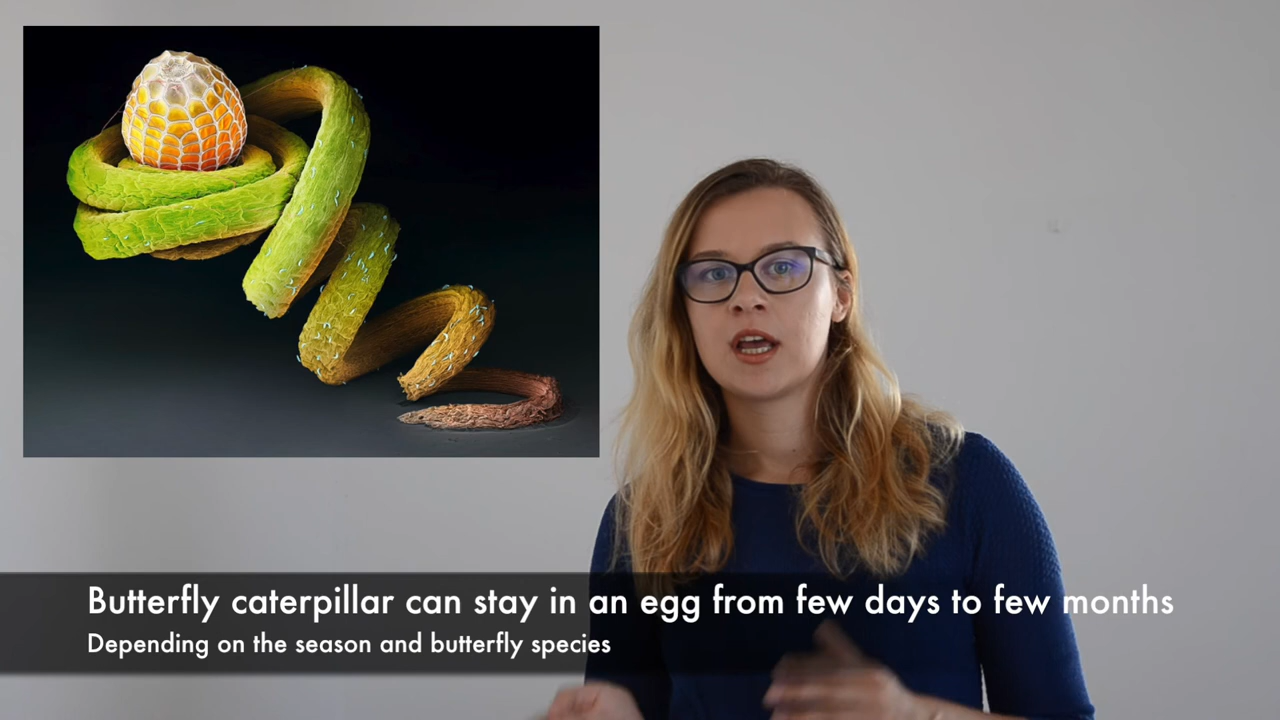 Butterfly caterpillar can stay in an egg from few days to few months
Depending on the season and butterfly species